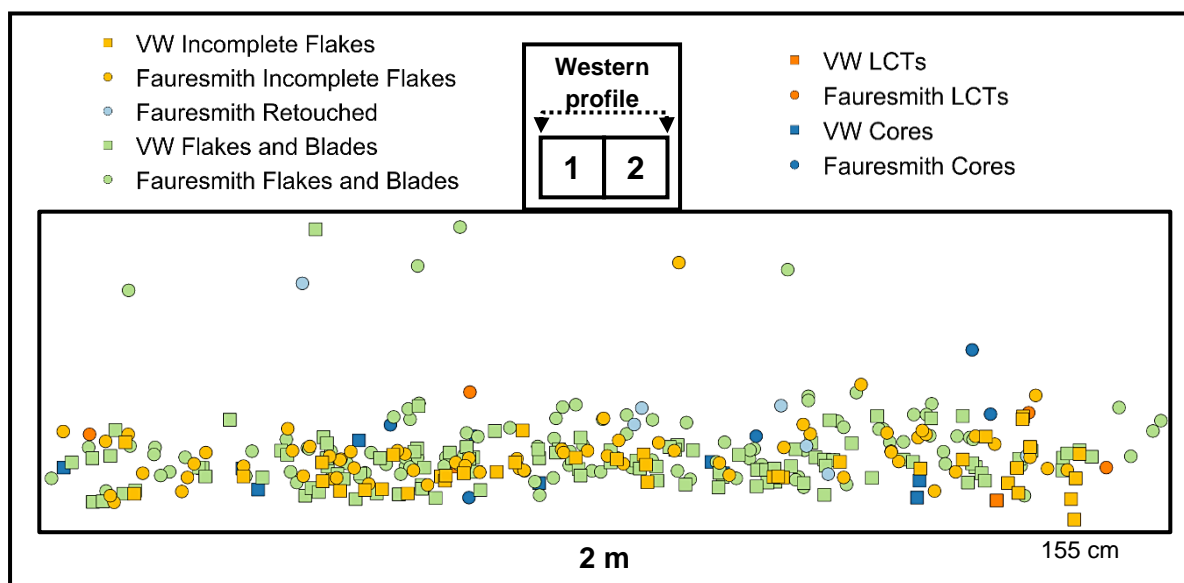 VW Incomplete Flakes
Fauresmith Incomplete Flakes
Fauresmith Retouched
VW Flakes and Blades
Fauresmith Flakes and Blades
Western
profile
1 2
VW LCTs
Fauresmith LCTs
VW Cores
Fauresmith Cores
2 m
155 cm